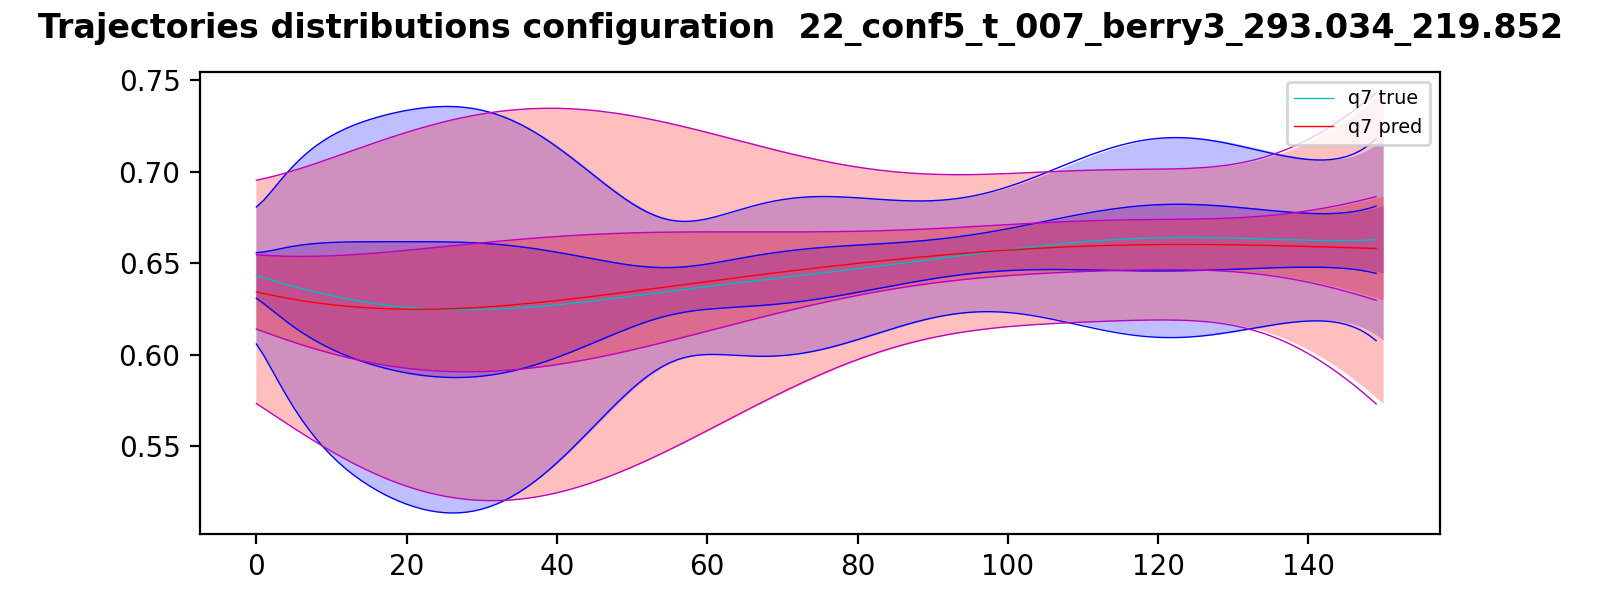 Trajectories distributions configuration  22_conf5_t_007_berry3_293.034_219.852
0.75
0.70
0.65
0.60
0.55
q7 true
q7 pred
0 20 40 60 80 100 120 140